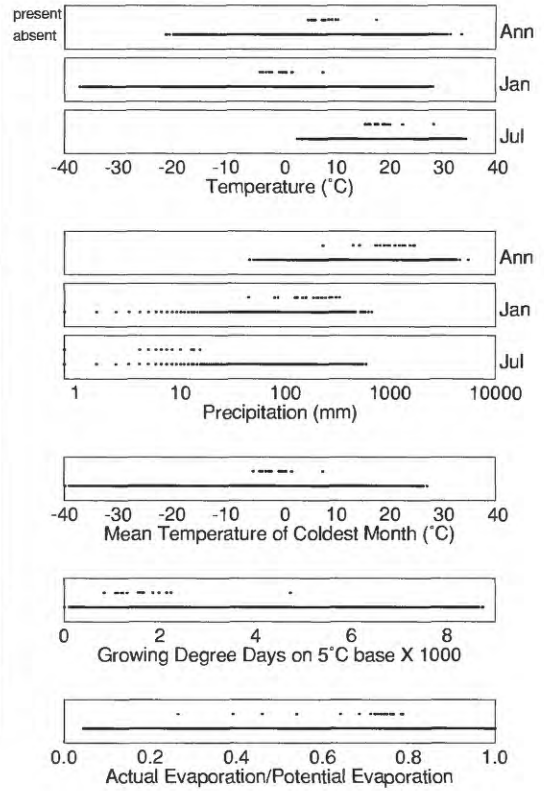 present
absent
Ann
Jan
Jul
-40 -30 -20 -10 0 10 20 30 40
Temperature (˚C)
Ann
Jan
Jul
1 10 100 1000 10000
Precipitation (mm)
-40 -30 -20 -10 0 10 20 30 40
Mean Temperature of Coldest Month (˚C)
0 2 4 6 8
Growing Degree Days on 5˚C base X 1000
0.0 0.2 0.4 0.6 0.8 1.0
Actual Evaporation/Potential Evaporation